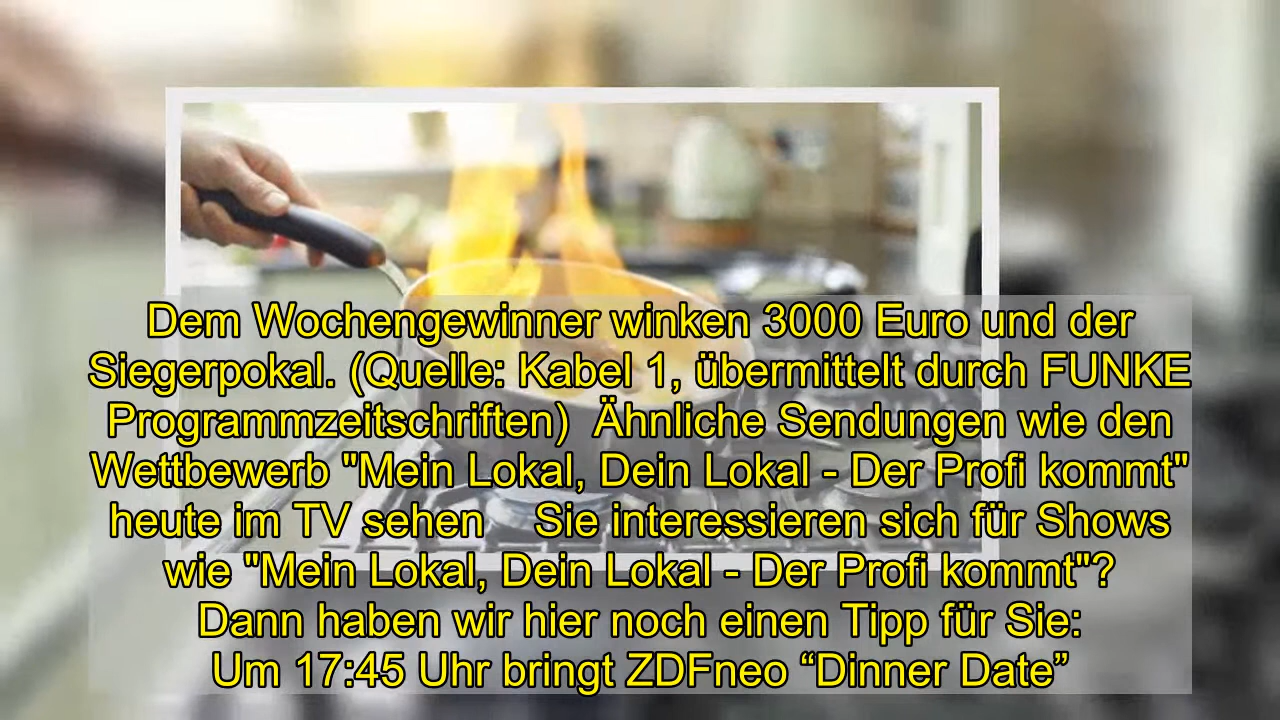 Dem Wochengewinner winken 3000 Euro und der
Siegerpokal. (Quelle: Kabel 1, übermittelt durch FUNKE
Programmzeitschriften)  Ähnliche Sendungen wie den
Wettbewerb "Mein Lokal, Dein Lokal - Der Profi kommt"
heute im TV sehen    Sie interessieren sich für Shows
wie "Mein Lokal, Dein Lokal - Der Profi kommt"?
Dann haben wir hier noch einen Tipp für Sie:
Um 17:45 Uhr bringt ZDFneo “Dinner Date”